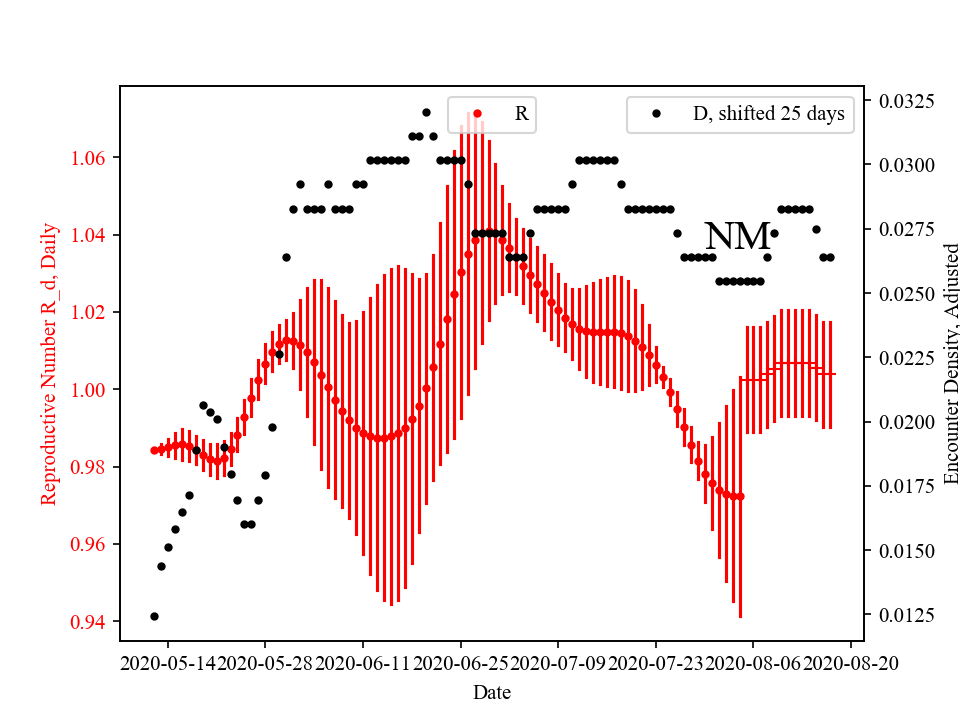 R
D, shifted 25 days
NM
Reproductive Number R_d, Daily
1.06
1.04
1.02
1.00
0.98
0.96
0.94
0.0325
0.0300
0.0275
0.0250
0.0225
0.0200
0.0175
0.0150
0.0125
Encounter Density, Adjusted
2020-05-14 2020-05-28 2020-06-11 2020-06-25 2020-07-09 2020-07-23 2020-08-06 2020-08-20
Date